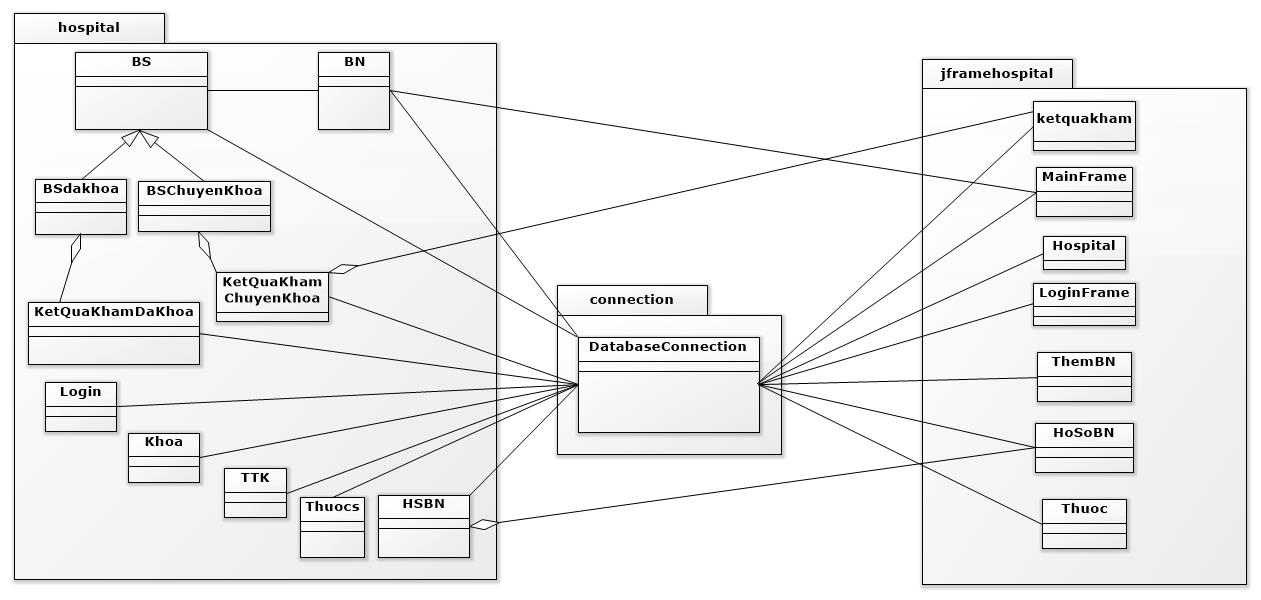 hospital
BS
BN
BSdakhoa
BSChuyenKhoa
KetQuaKham
ChuyenKhoa
KetQuaKhamDaKhoa
Login
Khoa
TTK
Thuocs
HSBN
connection
DatabaseConnection
jframehospital
ketquakham
MainFrame
Hospital
LoginFrame
ThemBN
HoSoBN
Thuoc